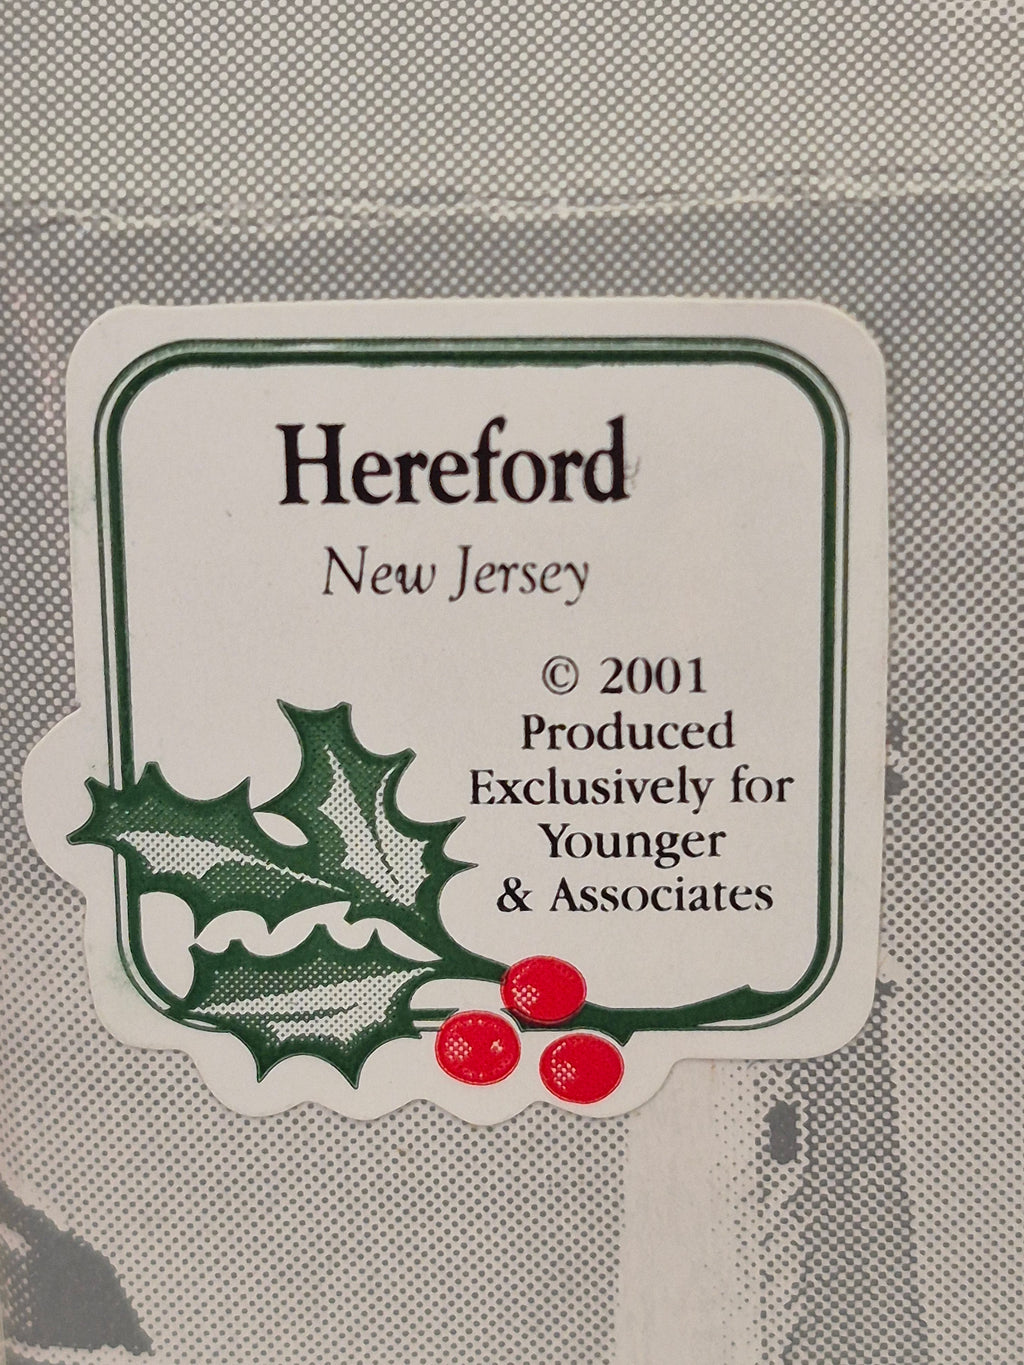 Hereford
New Jersey
© 2001
Produced
Exclusively for
Younger
& Associates